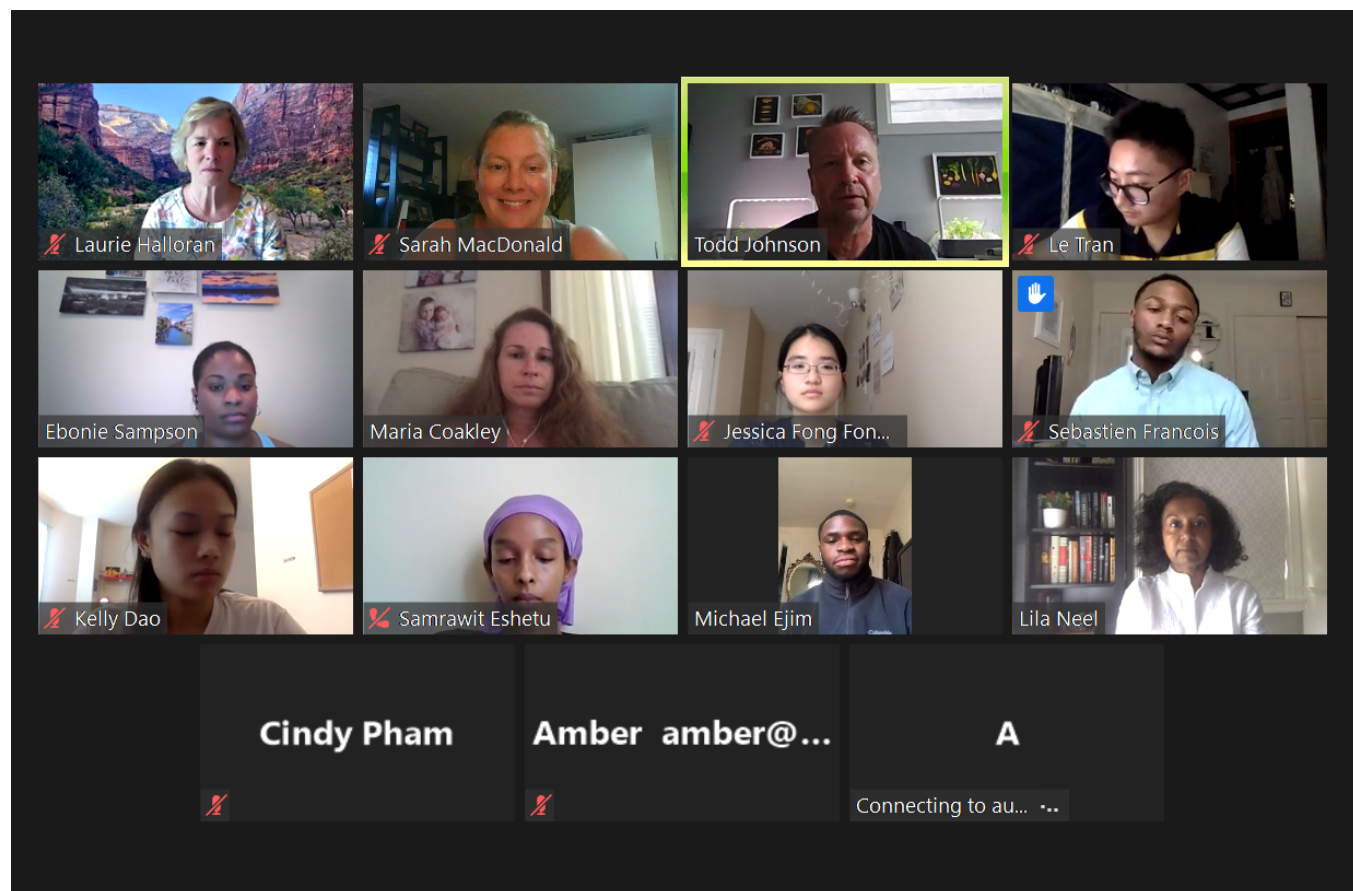 Laurie Halloran
Sarah MacDonald
Todd Johnson
Le Tran
Ebonie Sampson
Maria Coakley
Jessica Fong Fon...
Sebastien Francois
Kelly Dao
Samrawit Eshetu
Michael Ejim
Columbia
Lila Neel
Cindy Pham
Amber amber@...
A
Connecting to au...